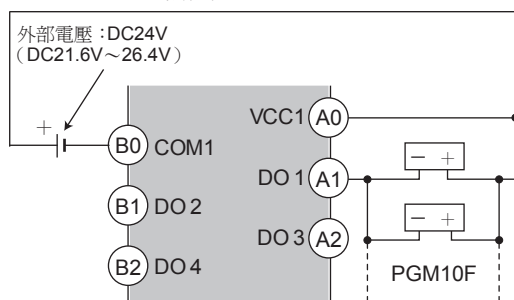 外部電壓：DC24V
（DC21.6V～26.4V）
+
VCC1 A0
B0 COM1
DO 1 A1
- +
B1 DO 2
- +
DO 3 A2
B2 DO 4
PGM10F